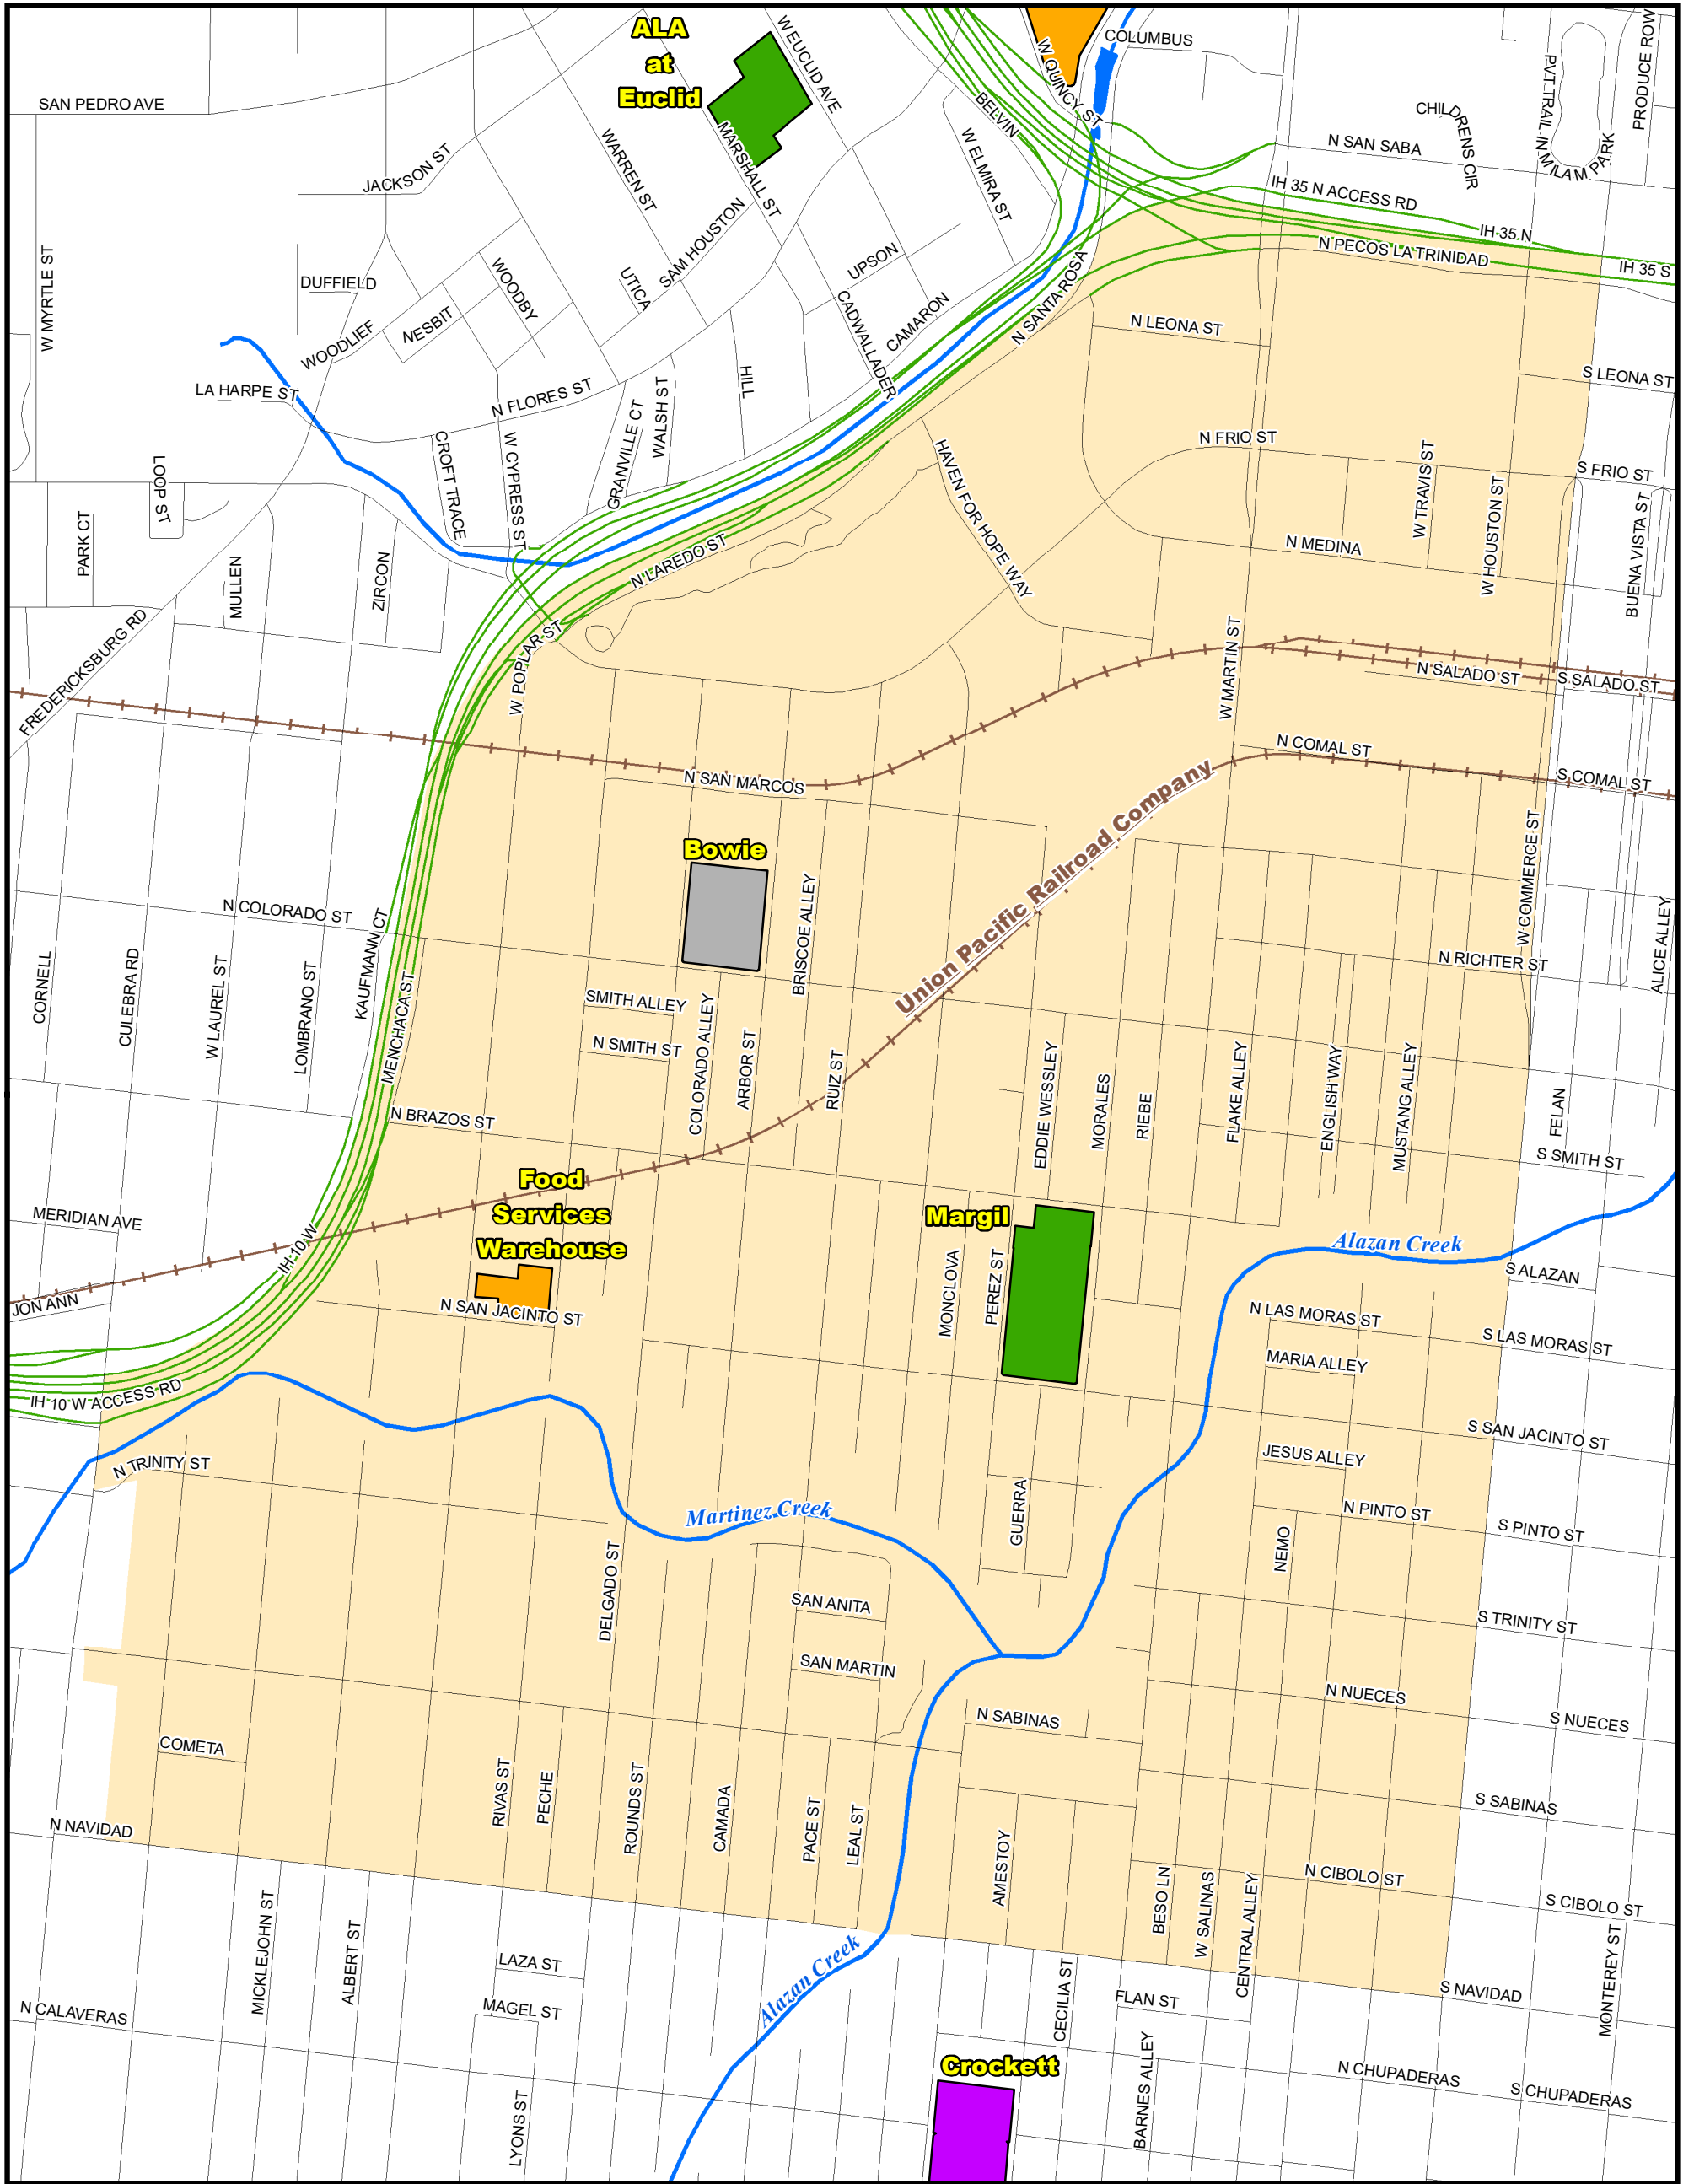 ALA
at
Euclid
W EUCLID AVE
W QUINCY ST
COLUMBUS
PVT TRAIL IN MILAM PARK
PRODUCE ROW
SAN PEDRO AVE
BELVIN
CHILDRENS CIR
N SAN SABA
JACKSON ST
WARREN ST
MARSHALL ST
W ELMIRA ST
IH 35 N ACCESS RD
IH 35 N
N PECOS LA TRINIDAD
IH 35 S
W MYRTLE ST
DUFFIELD
WOODBY
UTICA
SAM HOUSTON
UPSON
N SANTA ROSA
WOODLIEF
NESBIT
CADWALLADER
CAMARON
N LEONA ST
S LEONA ST
LA HARPE ST
N FLORES ST
HILL
WALSH ST
GRANVILLE CT
LOOP ST
CROFT TRACE
W CYPRESS ST
HAVEN FOR HOPE WAY
N FRIO ST
W TRAVIS ST
S FRIO ST
W HOUSTON ST
BUENA VISTA ST
PARK CT
MULLEN
ZIRCON
N LAREDO ST
N MEDINA
FREDERICKSBURG RD
W POPLAR ST
W MARTIN ST
N SALADO ST
S SALADO ST
N SAN MARCOS
N COMAL ST
S COMAL ST
Union Pacific Railroad Company
Bowie
BRISCOE ALLEY
W COMMERCE ST
N COLORADO ST
KAUFMANN CT
ALICE ALLEY
N RICHTER ST
CORNELL
CULEBRA RD
W LAUREL ST
LOMBRANO ST
MENCHACA ST
SMITH ALLEY
N SMITH ST
COLORADO ALLEY
ARBOR ST
RUIZ ST
EDDIE WESSLEY
MORALES
RIEBE
FLAKE ALLEY
ENGLISH WAY
MUSTANG ALLEY
FELAN
N BRAZOS ST
S SMITH ST
Food
Services
Warehouse
Margil
MERIDIAN AVE
IH 10 W
Alazan Creek
S ALAZAN
JON ANN
N SAN JACINTO ST
MONCLOVA
PEREZ ST
N LAS MORAS ST
S LAS MORAS ST
MARIA ALLEY
IH 10 W ACCESS RD
S SAN JACINTO ST
N TRINITY ST
JESUS ALLEY
Martinez Creek
GUERRA
N PINTO ST
S PINTO ST
NEMO
DELGADO ST
SAN ANITA
S TRINITY ST
SAN MARTIN
N NUECES
S NUECES
N SABINAS
COMETA
S SABINAS
N NAVIDAD
RIVAS ST
PECHE
ROUNDS ST
CAMADA
PACE ST
LEAL ST
AMESTOY
BESO LN
W SALINAS
CENTRAL ALLEY
N CIBOLO ST
S CIBOLO ST
MICKLEJOHN ST
ALBERT ST
LAZA ST
Alazan Creek
CECILIA ST
FLAN ST
S NAVIDAD
MONTEREY ST
N CALAVERAS
MAGEL ST
Crockett
BARNES ALLEY
N CHUPADERAS
S CHUPADERAS
LYONS ST